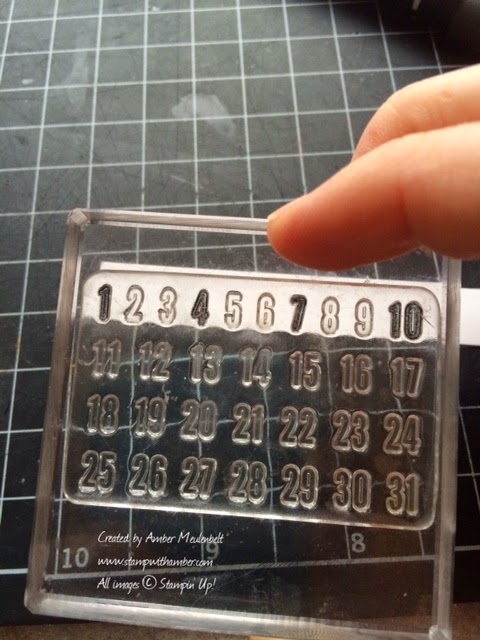 1 2 3 4 5 6 7 8 9 10
11 12 13 14 15 16 17
18 19 20 21 22 23 24
25 26 27 28 29 30 31
Created by Amber Meulenbelt
10 9 8
www.stampwithamber.com
All images © Stampin Up!